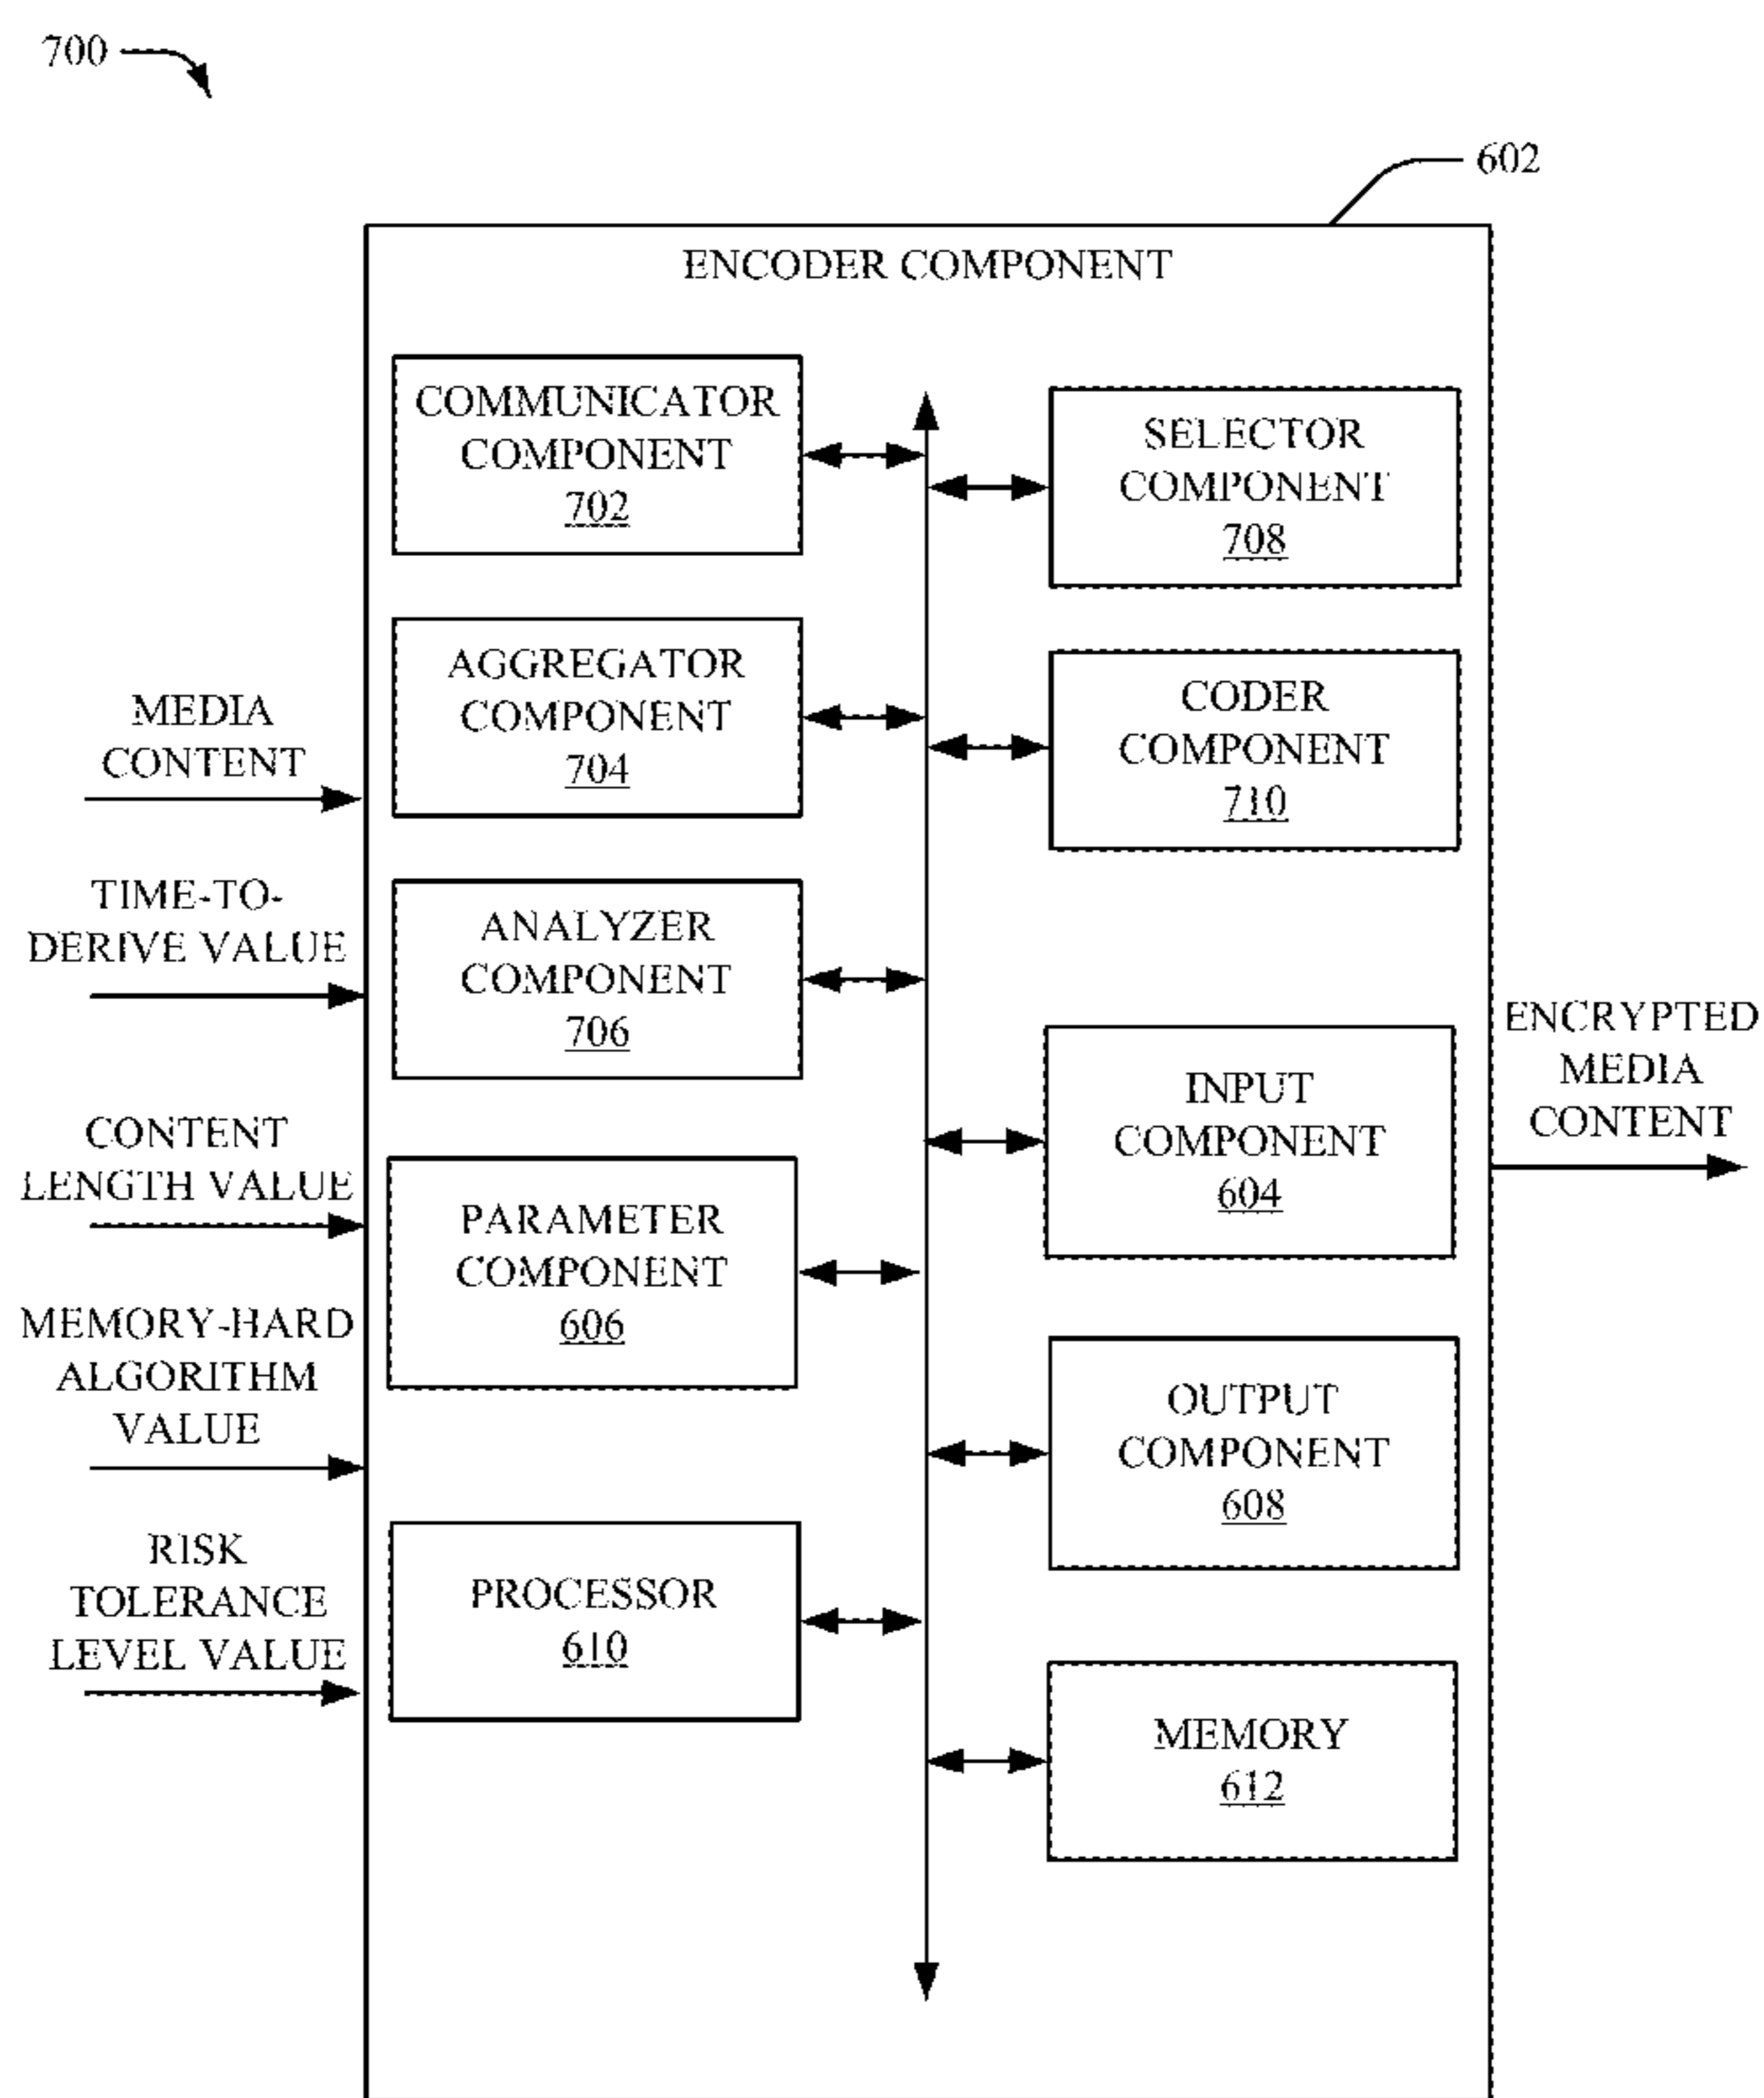 700
602
ENCODER COMPONENT
COMMUNICATOR
COMPONENT
702
SELECTOR
COMPONENT
708
AGGREGATOR
COMPONENT
704
CODER
COMPONENT
710
MEDIA
CONTENT
TIME-TO-
DERIVE VALUE
ANALYZER
COMPONENT
706
INPUT
COMPONENT
604
ENCRYPTED
MEDIA
CONTENT
CONTENT
LENGTH VALUE
PARAMETER
COMPONENT
606
MEMORY-HARD
ALGORITHM
VALUE
OUTPUT
COMPONENT
608
RISK
TOLERANCE
LEVEL VALUE
PROCESSOR
610
MEMORY
612